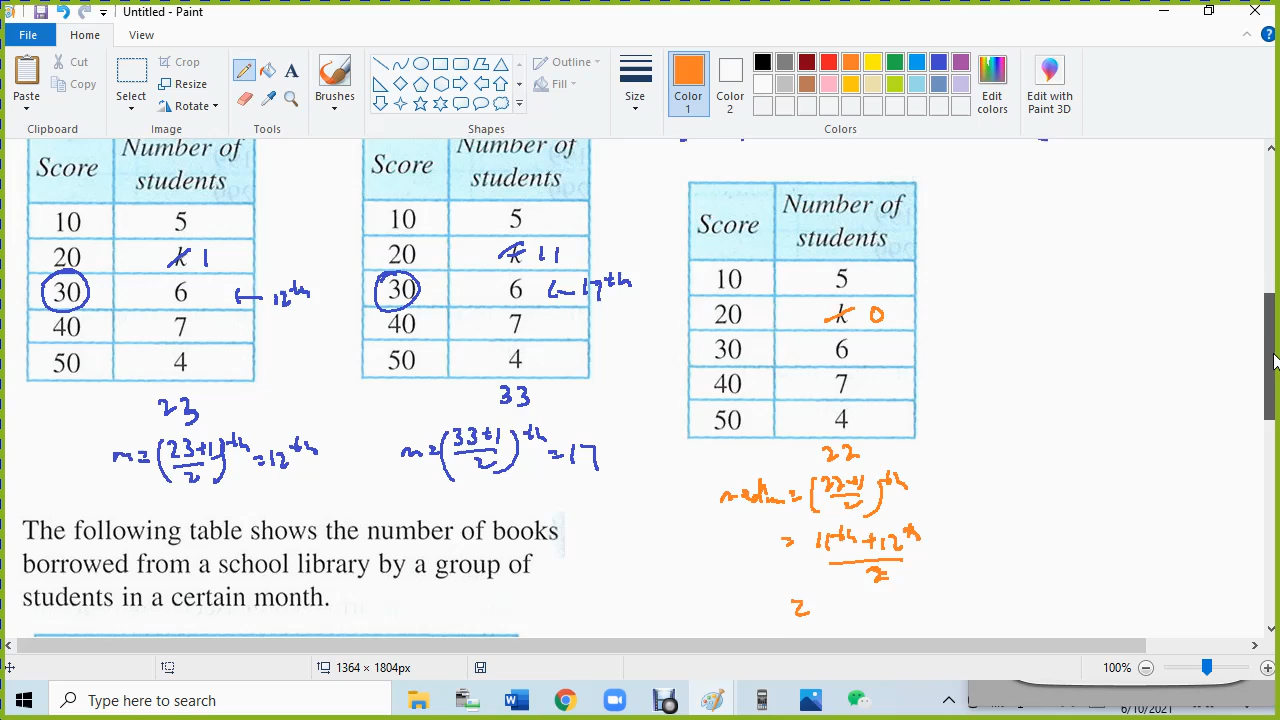 Untitled - Paint
File Home View
Paste Cut Copy Clipboard
Select Crop Resize Rotate Image
Tools
Brushes
Outline Fill Shapes
Size
Color 1 Color 2 Edit colors Colors
Edit with Paint 3D
Score Number of students
10 5
20 k 1
30 6 ← 12th
40 7
50 4
23
m = (23+1/2)th = 12th
Score Number of students
10 5
20 k 11
30 6 ← 17th
40 7
50 4
33
m = (33+1/2)th = 17
Score Number of students
10 5
20 k 0
30 6
40 7
50 4
22
median = (22+1/2)th
= 11th + 12th
2
The following table shows the number of books
borrowed from a school library by a group of
students in a certain month.
1364 × 1804px 100%
Type here to search
6/10/2021